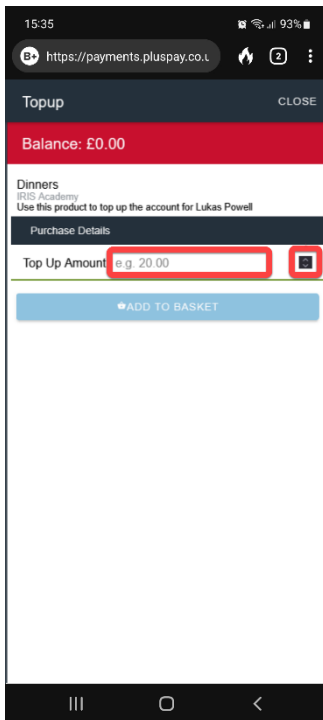 15:35 93%
B+ https://payments.pluspay.co.u 2
Topup CLOSE
Balance: £0.00
Dinners
IRIS Academy
Use this product to top up the account for Lukas Powell
Purchase Details
Top Up Amount e.g. 20.00
ADD TO BASKET